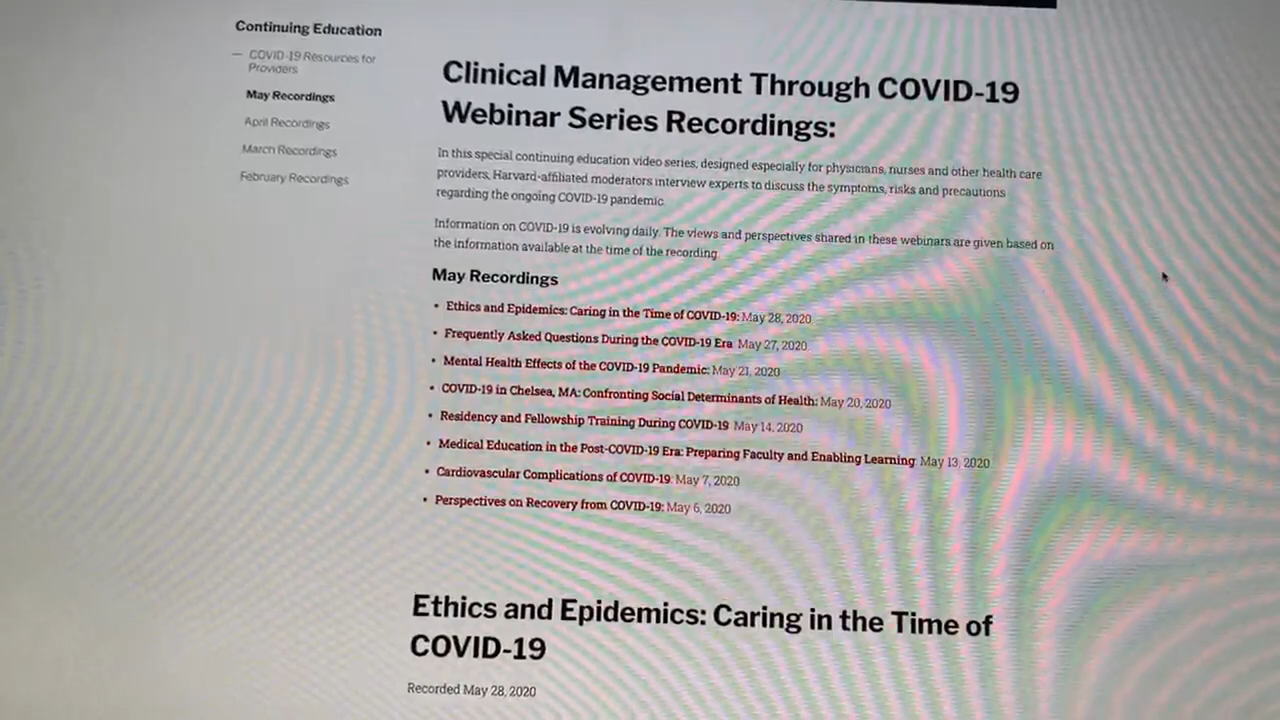 Continuing Education
— COVID-19 Resources for
Providers
May Recordings
April Recordings
March Recordings
February Recordings
Clinical Management Through COVID-19
Webinar Series Recordings:
In this special continuing education video series, designed especially for physicians, nurses and other health care
providers, Harvard-affiliated moderators interview experts to discuss the symptoms, risks and precautions
regarding the ongoing COVID-19 pandemic.
Information on COVID-19 is evolving daily. The views and perspectives shared in these webinars are given based on
the information available at the time of the recording.
May Recordings
• Ethics and Epidemics: Caring in the Time of COVID-19: May 28, 2020
• Frequently Asked Questions During the COVID-19 Era May 27, 2020
• Mental Health Effects of the COVID-19 Pandemic: May 21, 2020
• COVID-19 in Chelsea, MA: Confronting Social Determinants of Health: May 20, 2020
• Residency and Fellowship Training During COVID-19 May 14, 2020
• Medical Education in the Post-COVID-19 Era: Preparing Faculty and Enabling Learning: May 13, 2020
• Cardiovascular Complications of COVID-19: May 7, 2020
• Perspectives on Recovery from COVID-19: May 6, 2020
Ethics and Epidemics: Caring in the Time of
COVID-19
Recorded May 28, 2020